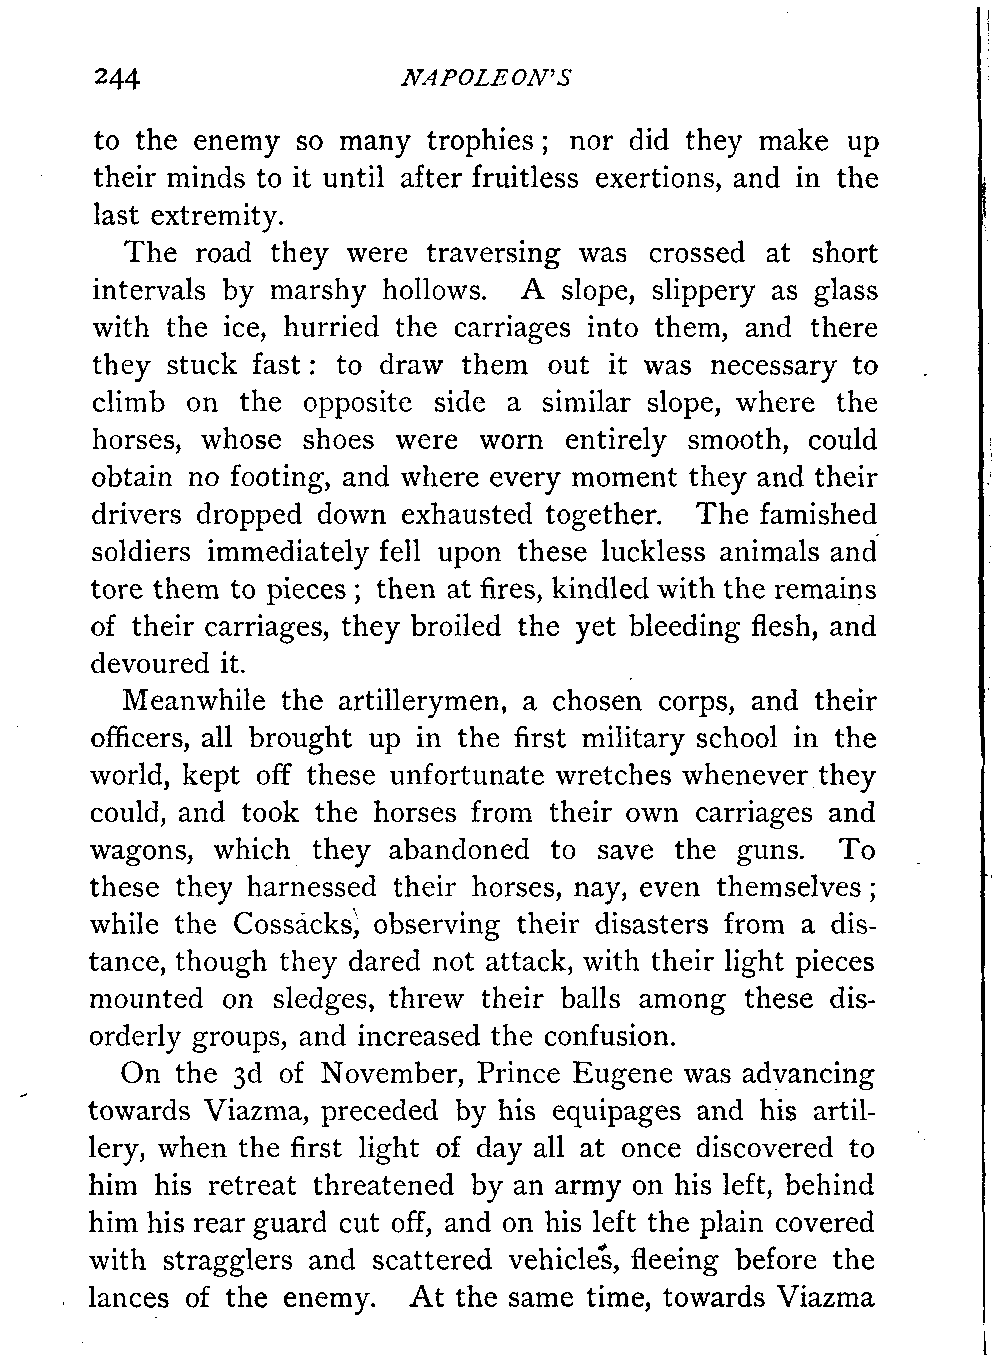 244 NAPOLEON'S
to the enemy so many trophies; nor did they make up
their minds to it until after fruitless exertions, and in the
last extremity.
The road they were traversing was crossed at short
intervals by marshy hollows. A slope, slippery as glass
with the ice, hurried the carriages into them, and there
they stuck fast: to draw them out it was necessary to
climb on the opposite side a similar slope, where the
horses, whose shoes were worn entirely smooth, could
obtain no footing, and where every moment they and their
drivers dropped down exhausted together. The famished
soldiers immediately fell upon these luckless animals and
tore them to pieces; then at fires, kindled with the remains
of their carriages, they broiled the yet bleeding flesh, and
devoured it.
Meanwhile the artillerymen, a chosen corps, and their
officers, all brought up in the first military school in the
world, kept off these unfortunate wretches whenever they
could, and took the horses from their own carriages and
wagons, which they abandoned to save the guns. To
these they harnessed their horses, nay, even themselves;
while the Cossacks, observing their disasters from a dis-
tance, though they dared not attack, with their light pieces
mounted on sledges, threw their balls among these dis-
orderly groups, and increased the confusion.
On the 3d of November, Prince Eugene was advancing
towards Viazma, preceded by his equipages and his artil-
lery, when the first light of day all at once discovered to
him his retreat threatened by an army on his left, behind
him his rear guard cut off, and on his left the plain covered
with stragglers and scattered vehicles, fleeing before the
lances of the enemy. At the same time, towards Viazma